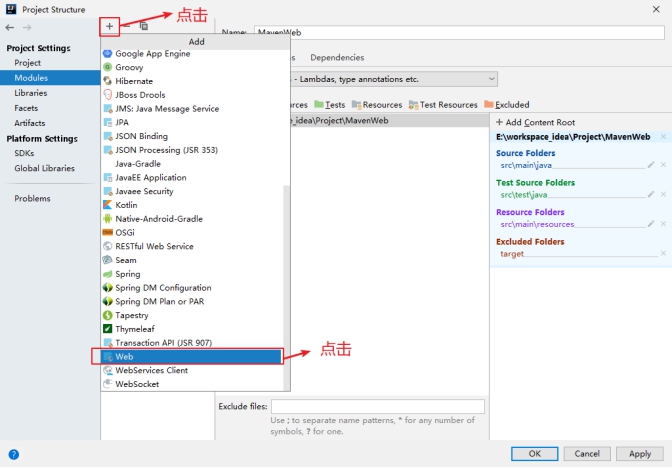 Project Structure
点击
Project Settings
Project
Modules
Libraries
Facets
Artifacts
Platform Settings
SDKs
Global Libraries
Problems
Add
Google App Engine
Groovy
Hibernate
JBoss Drools
JMS: Java Message Service
JPA
JSON Binding
JSON Processing (JSR 353)
Java-Gradle
JavaEE Application
Javaee Security
Kotlin
Native-Android-Gradle
OSGi
RESTful Web Service
Seam
Spring
Spring DM Configuration
Spring DM Plan or PAR
Tapestry
Thymeleaf
Transaction API (JSR 907)
Web
WebServices Client
WebSocket
点击
Name: MavenWeb
Dependencies
- Lambdas, type annotations etc.
Tests Resources Test Resources Excluded
\Project\MavenWeb
+ Add Content Root
E:\workspace_idea\Project\MavenWeb
Source Folders
src\main\java
Test Source Folders
src\test\java
Resource Folders
src\main\resources
Excluded Folders
target
Exclude files:
Use ; to separate name patterns, * for any number of
symbols, ? for one.
OK
Cancel
Apply